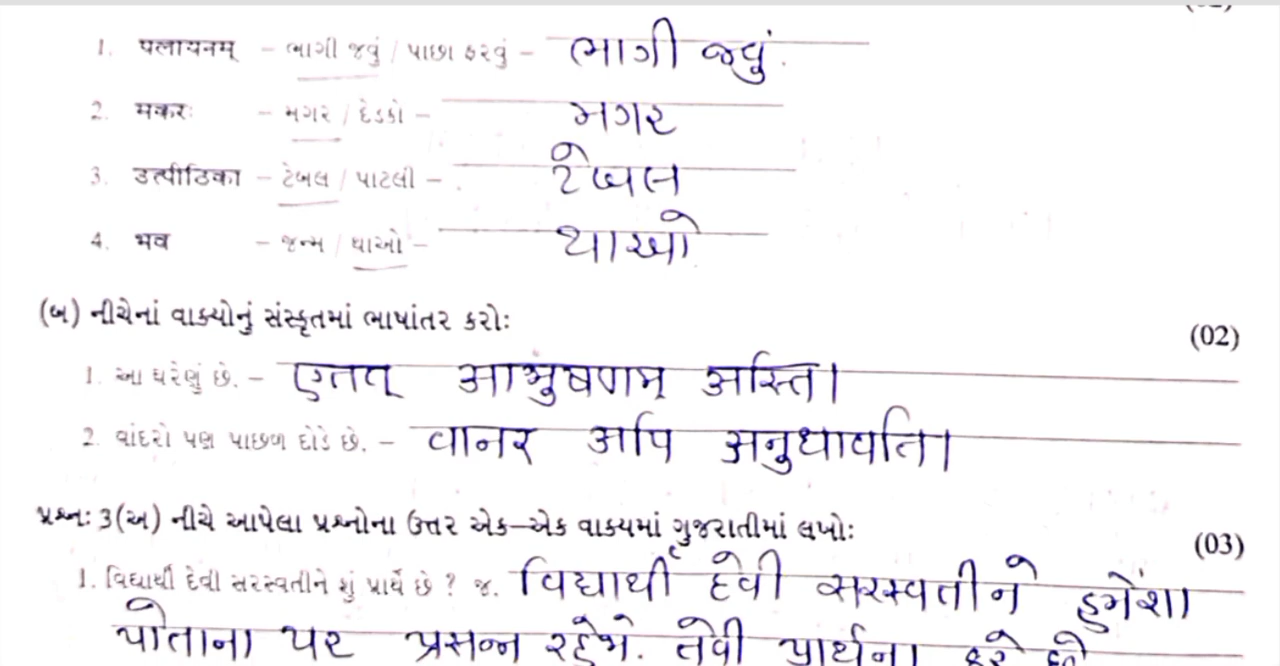 1. पलायनम् – ભાગી જવું / પાછા ફરવું – ભાગી જવું.
2. मकरः – મગર / દેડકો – મગર
3. उत्पीठिका – ટેબલ / પાટલી – ટેબલ
4. भव – જન્મ / થાઓ – થાઓ
(બ) નીચેનાં વાક્યોનું સંસ્કૃતમાં ભાષાંતર કરોઃ (02)
1. આ ઘરેણું છે. – एतत् आभुषणम् अस्ति।
2. વાંદરો પણ પાછળ દોડે છે. – वानर अपि अनुधावति।
પ્રશ્નઃ 3(અ) નીચે આપેલા પ્રશ્નોના ઉત્તર એક–એક વાક્યમાં ગુજરાતીમાં લખોઃ (03)
1. વિદ્યાર્થી દેવી સરસ્વતીને શું પ્રાર્થે છે ? જ. વિદ્યાર્થી દેવી સરસ્વતીને હમેંશા
પોતાના પર પ્રસન્ન રહેવા તેવી પ્રાર્થના કરે છે